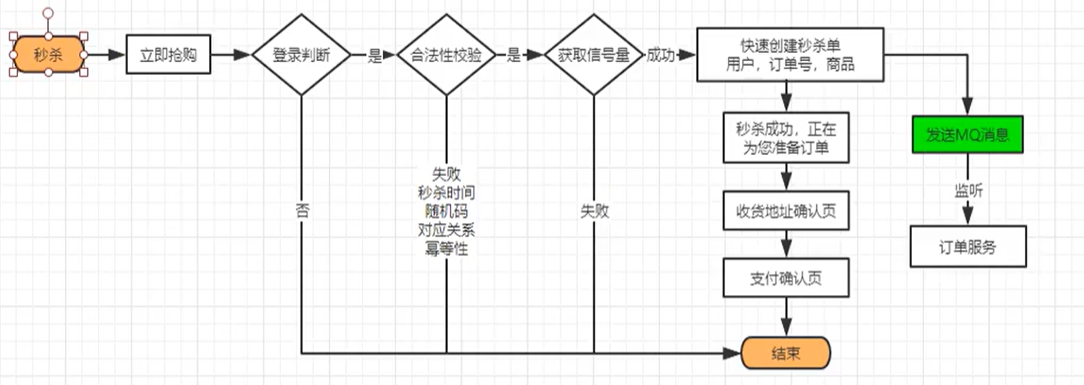 秒杀
立即抢购
登录判断
是
合法性校验
是
获取信号量
成功
快速创建秒杀单
用户，订单号，商品
秒杀成功，正在
为您准备订单
发送MQ消息
失败
秒杀时间
随机码
对应关系
幂等性
否
失败
收货地址确认页
监听
订单服务
支付确认页
结束